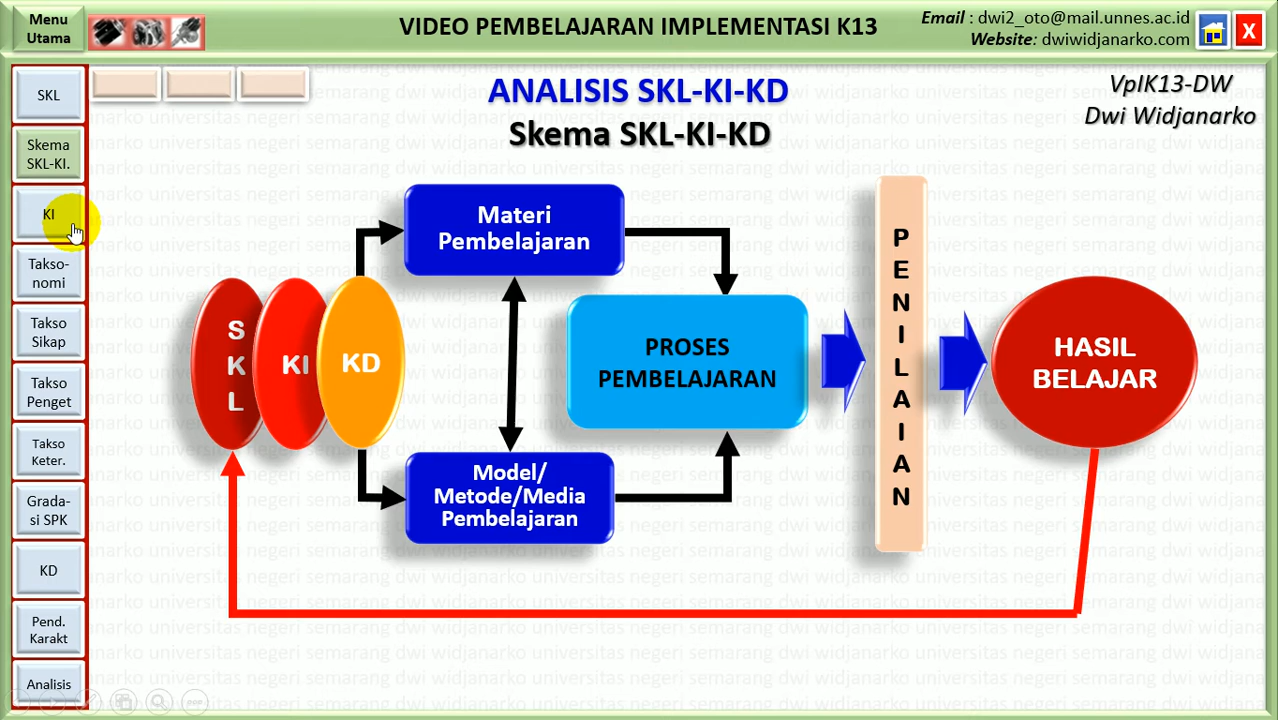 Menu
Utama
VIDEO PEMBELAJARAN IMPLEMENTASI K13
Email : dwi2_oto@mail.unnes.ac.id
Website: dwiwidjanarko.com
X
SKL
Skema
SKL-KI.
KI
Takso-
nomi
Takso
Sikap
Takso
Penget
Takso
Keter.
Grada-
si SPK
KD
Pend.
Karakt
Analisis
ANALISIS SKL-KI-KD
Skema SKL-KI-KD
VpIK13-DW
Dwi Widjanarko
SKL
KI
KD
Materi
Pembelajaran
Model/
Metode/Media
Pembelajaran
PROSES
PEMBELAJARAN
PENILAIAN
HASIL
BELAJAR